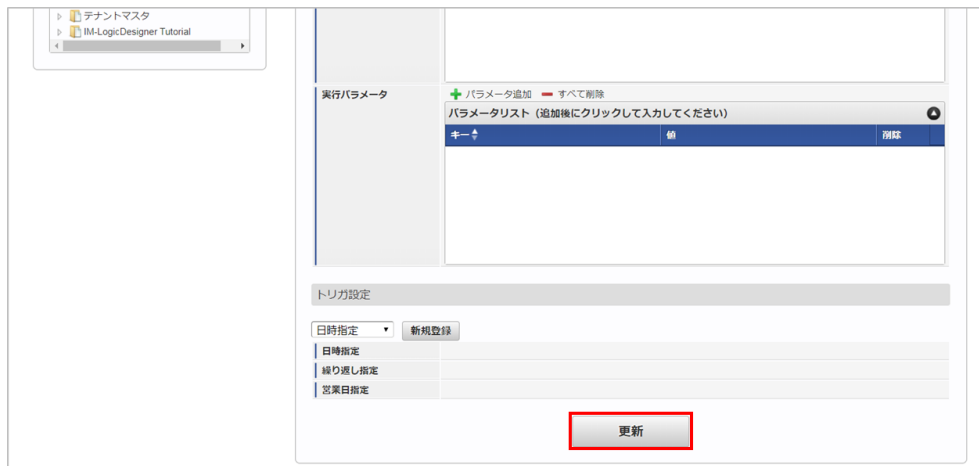 テナントマスタ
IM-LogicDesigner Tutorial
実行パラメータ
パラメータ追加 すべて削除
パラメータリスト（追加後にクリックして入力してください）
キー 値 削除
トリガ設定
日時指定 新規登録
日時指定
繰り返し指定
営業日指定
更新